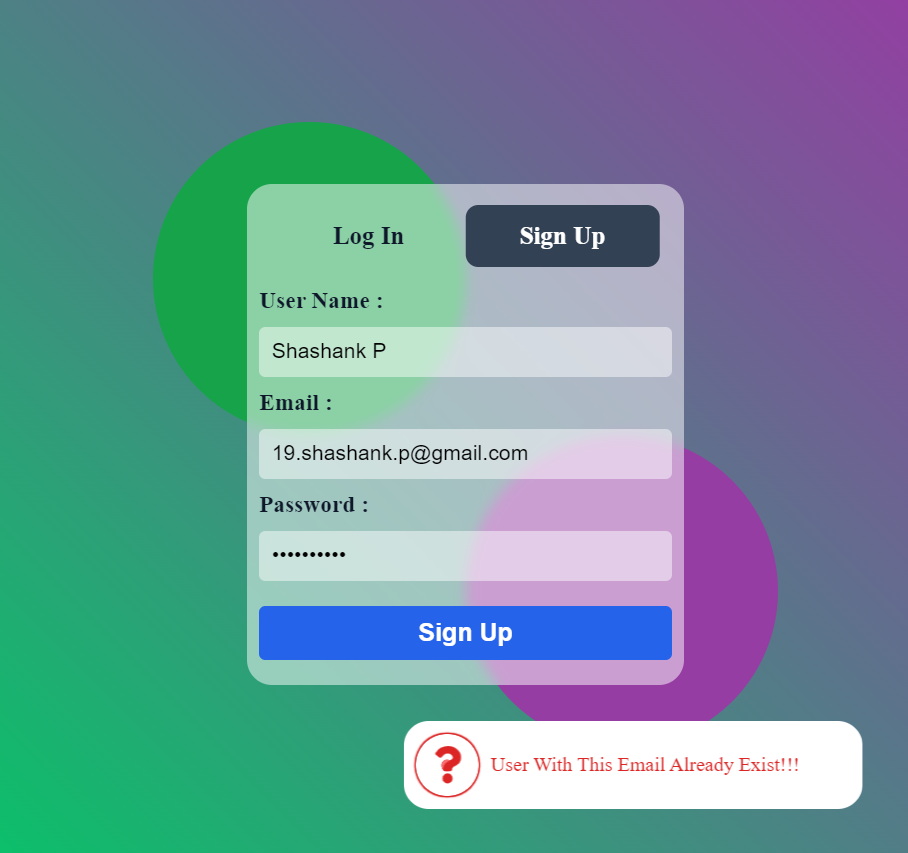 Log In
Sign Up
User Name :
Shashank P
Email :
19.shashank.p@gmail.com
Password :
••••••••••
Sign Up
? User With This Email Already Exist!!!